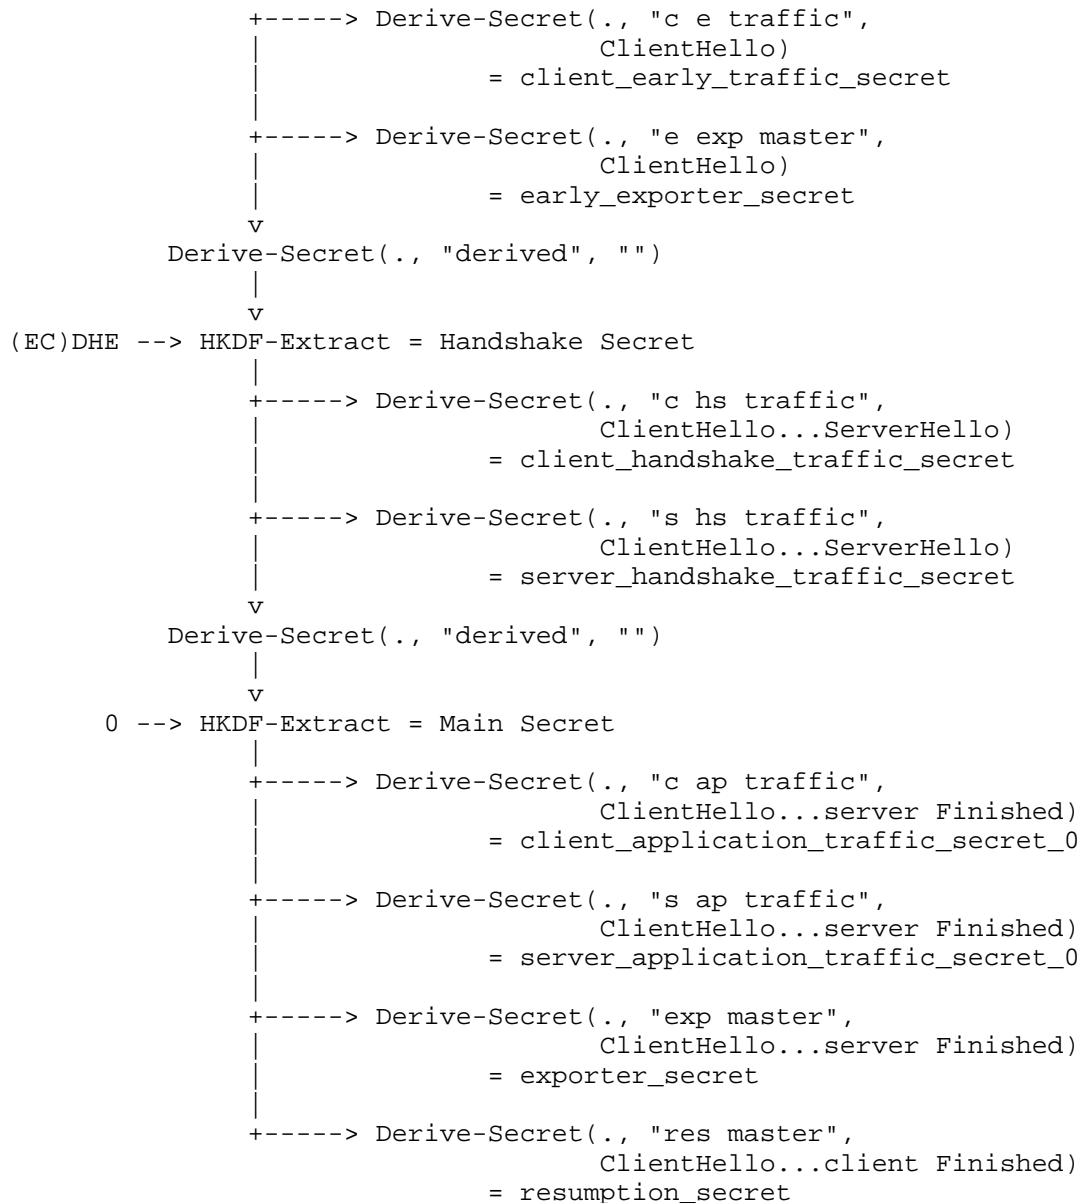 +-----> Derive-Secret(., "c e traffic",
|                     ClientHello)
|              = client_early_traffic_secret
|
+-----> Derive-Secret(., "e exp master",
|                     ClientHello)
|              = early_exporter_secret
v
Derive-Secret(., "derived", "")
|
v
(EC)DHE --> HKDF-Extract = Handshake Secret
|
+-----> Derive-Secret(., "c hs traffic",
|                     ClientHello...ServerHello)
|              = client_handshake_traffic_secret
|
+-----> Derive-Secret(., "s hs traffic",
|                     ClientHello...ServerHello)
|              = server_handshake_traffic_secret
v
Derive-Secret(., "derived", "")
|
v
0 --> HKDF-Extract = Main Secret
|
+-----> Derive-Secret(., "c ap traffic",
|                     ClientHello...server Finished)
|              = client_application_traffic_secret_0
|
+-----> Derive-Secret(., "s ap traffic",
|                     ClientHello...server Finished)
|              = server_application_traffic_secret_0
|
+-----> Derive-Secret(., "exp master",
|                     ClientHello...server Finished)
|              = exporter_secret
|
+-----> Derive-Secret(., "res master",
                      ClientHello...client Finished)
               = resumption_secret